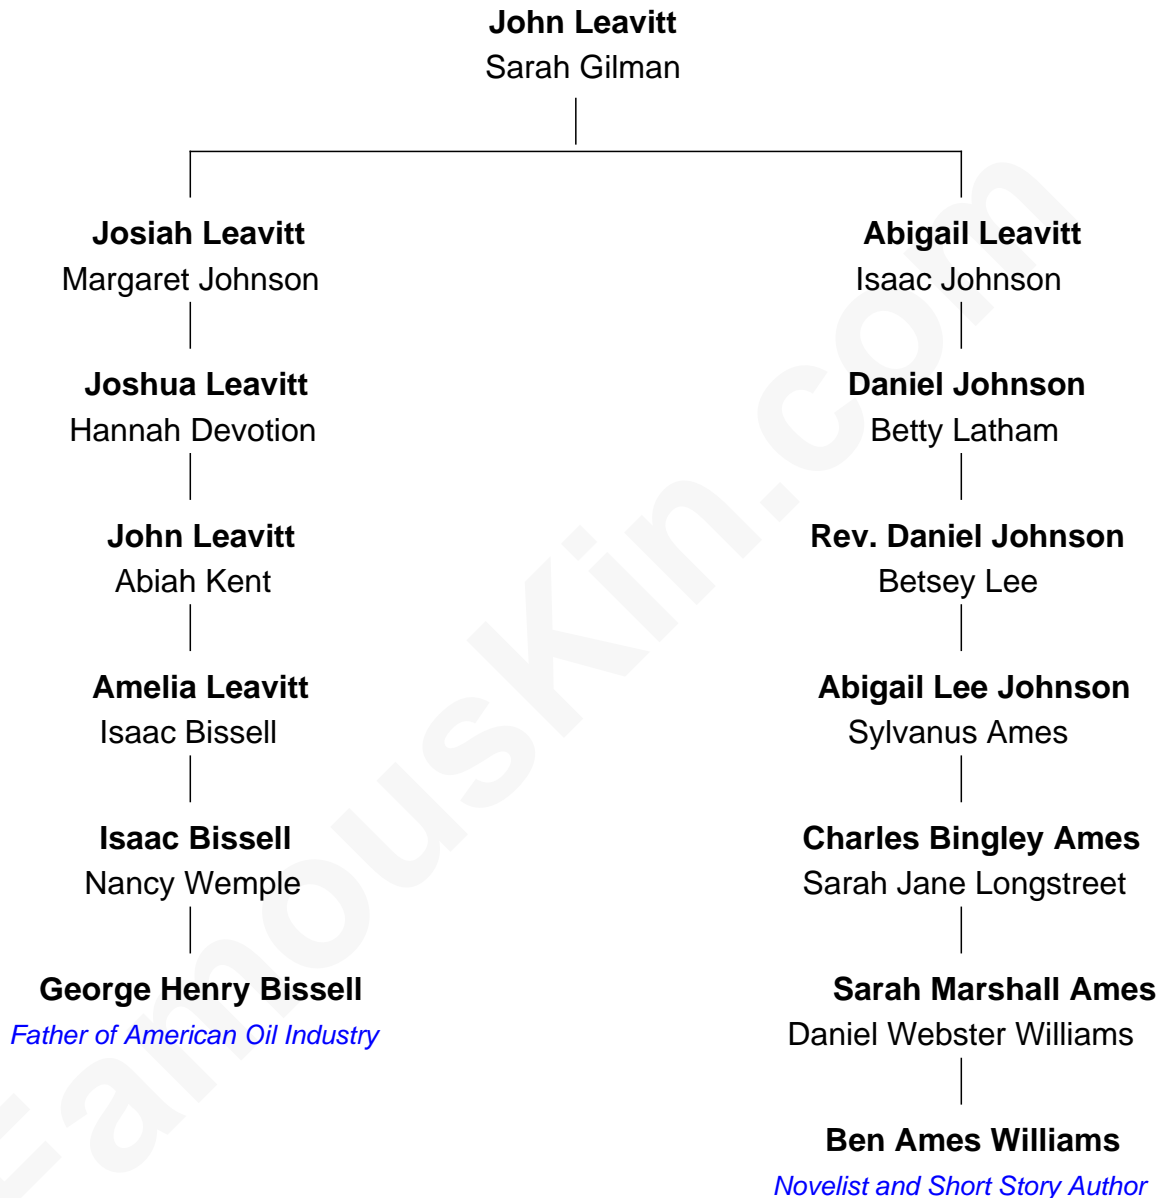 John Leavitt
Sarah Gilman
Josiah Leavitt
Margaret Johnson
Abigail Leavitt
Isaac Johnson
Joshua Leavitt
Hannah Devotion
Daniel Johnson
Betty Latham
John Leavitt
Abiah Kent
Rev. Daniel Johnson
Betsey Lee
Amelia Leavitt
Isaac Bissell
Abigail Lee Johnson
Sylvanus Ames
Isaac Bissell
Nancy Wemple
Charles Bingley Ames
Sarah Jane Longstreet
George Henry Bissell
Father of American Oil Industry
Sarah Marshall Ames
Daniel Webster Williams
Ben Ames Williams
Novelist and Short Story Author
FamousKin.com